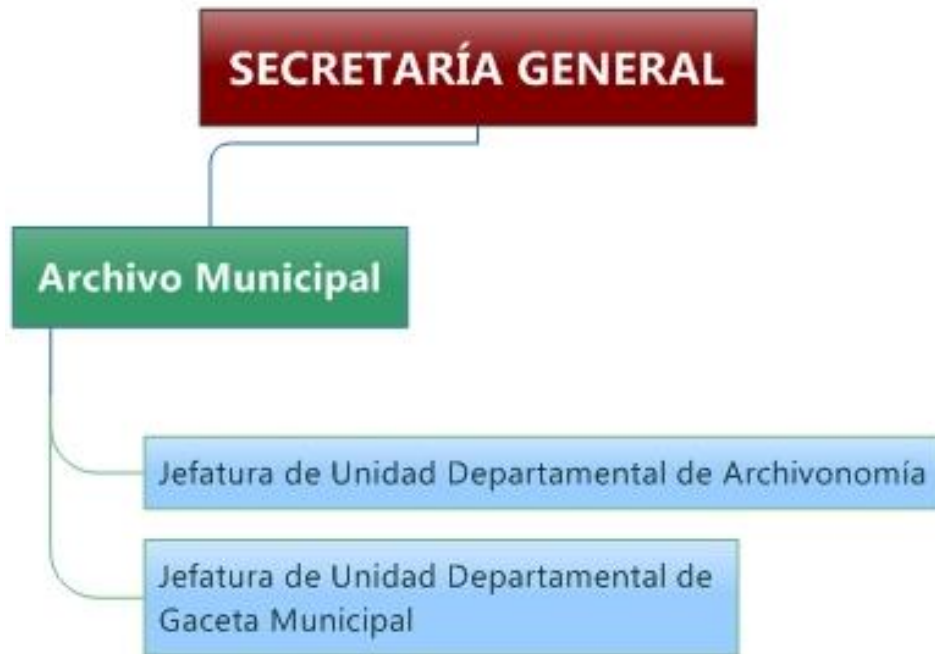 SECRETARÍA GENERAL
Archivo Municipal
Jefatura de Unidad Departamental de Archivonomía
Jefatura de Unidad Departamental de
Gaceta Municipal